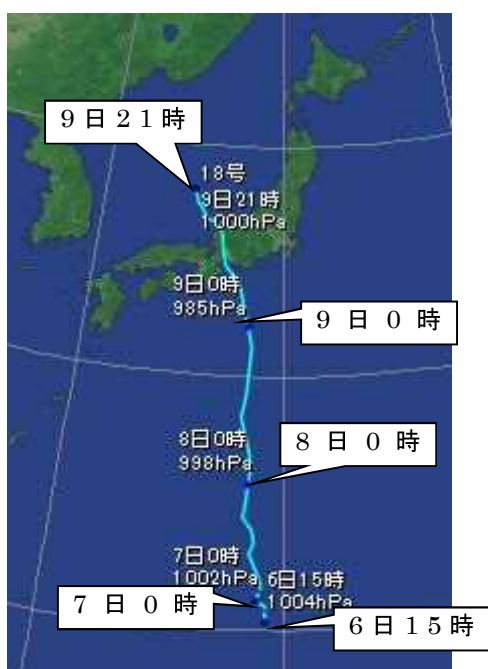 ９日２１時
18号
9日21時
1000hPa
9日0時
985hPa
９日０時
8日0時
998hPa
８日０時
7日0時
1002hPa
6日15時
1004hPa
７日０時
６日１５時